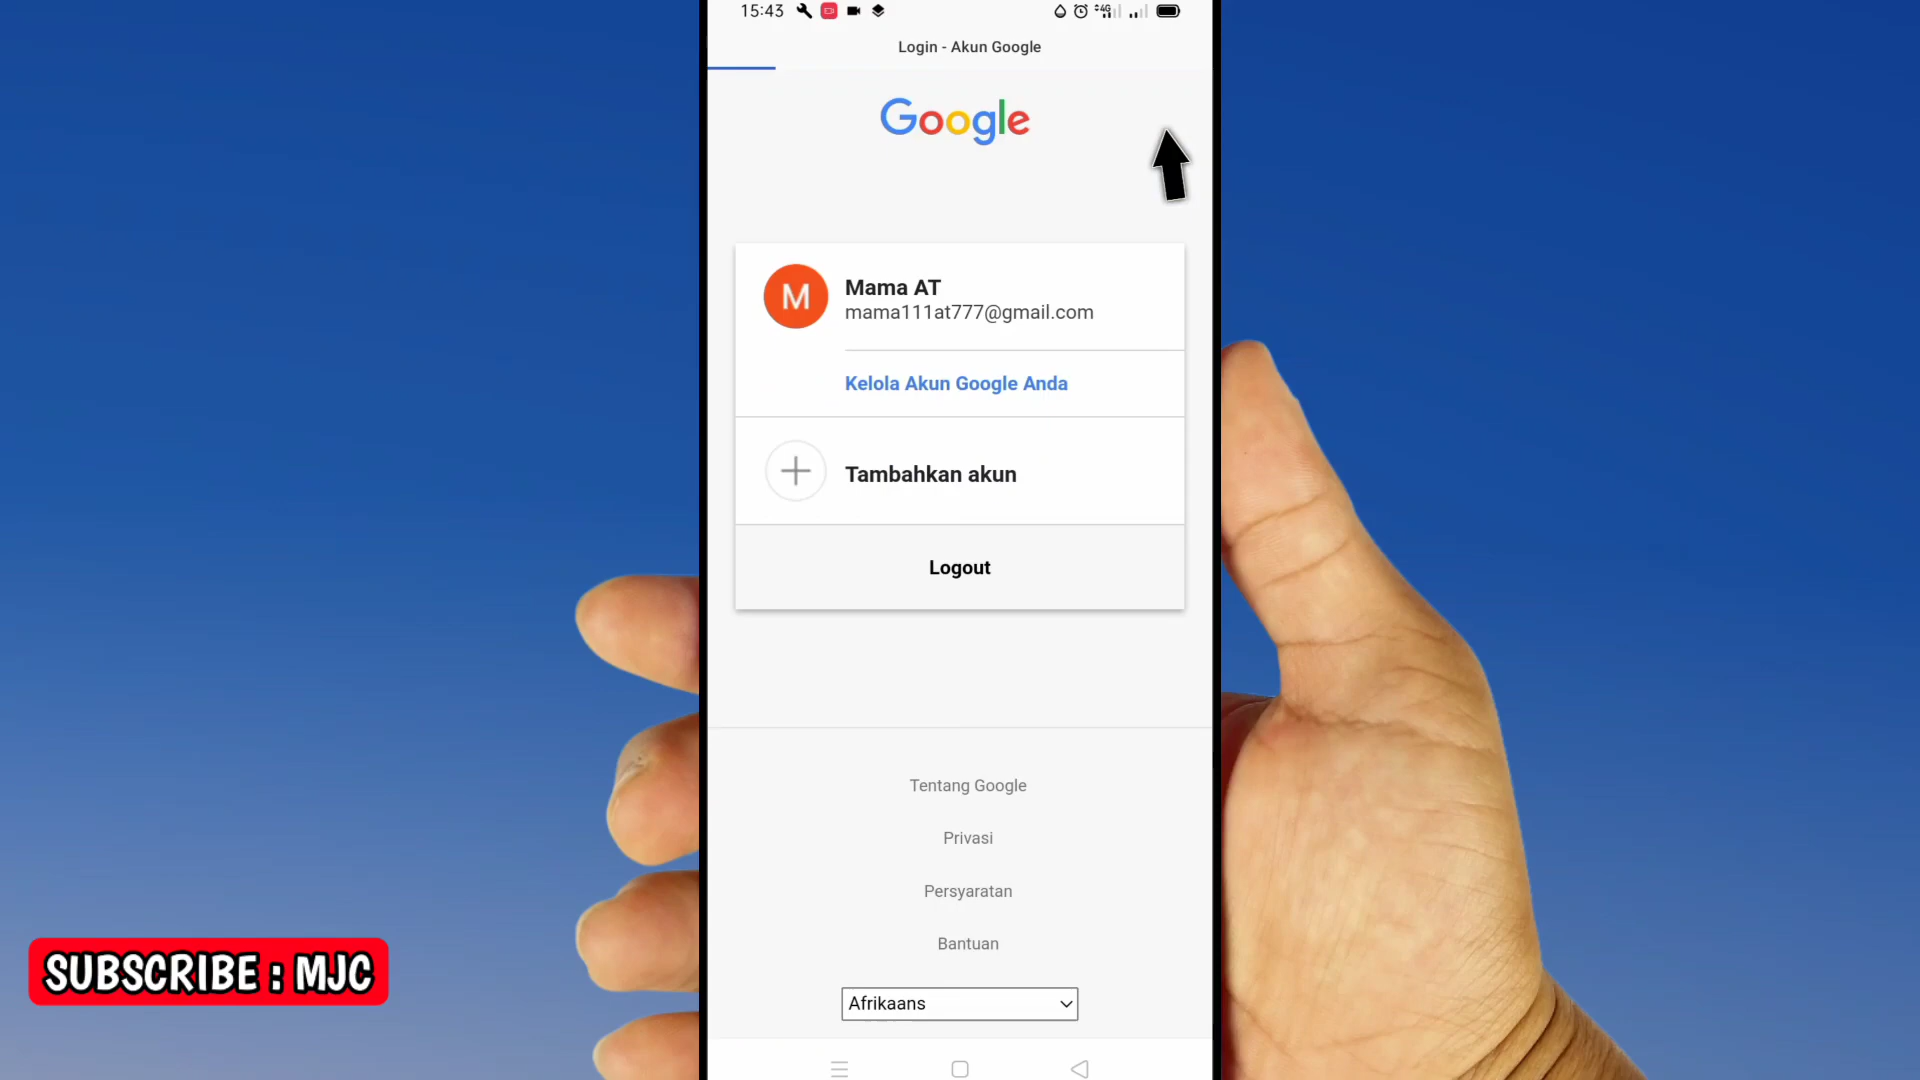 15:43
Login - Akun Google
Google
M
Mama AT
mama111at777@gmail.com
Kelola Akun Google Anda
Tambahkan akun
Logout
Tentang Google
Privasi
Persyaratan
Bantuan
Afrikaans
SUBSCRIBE : MJC